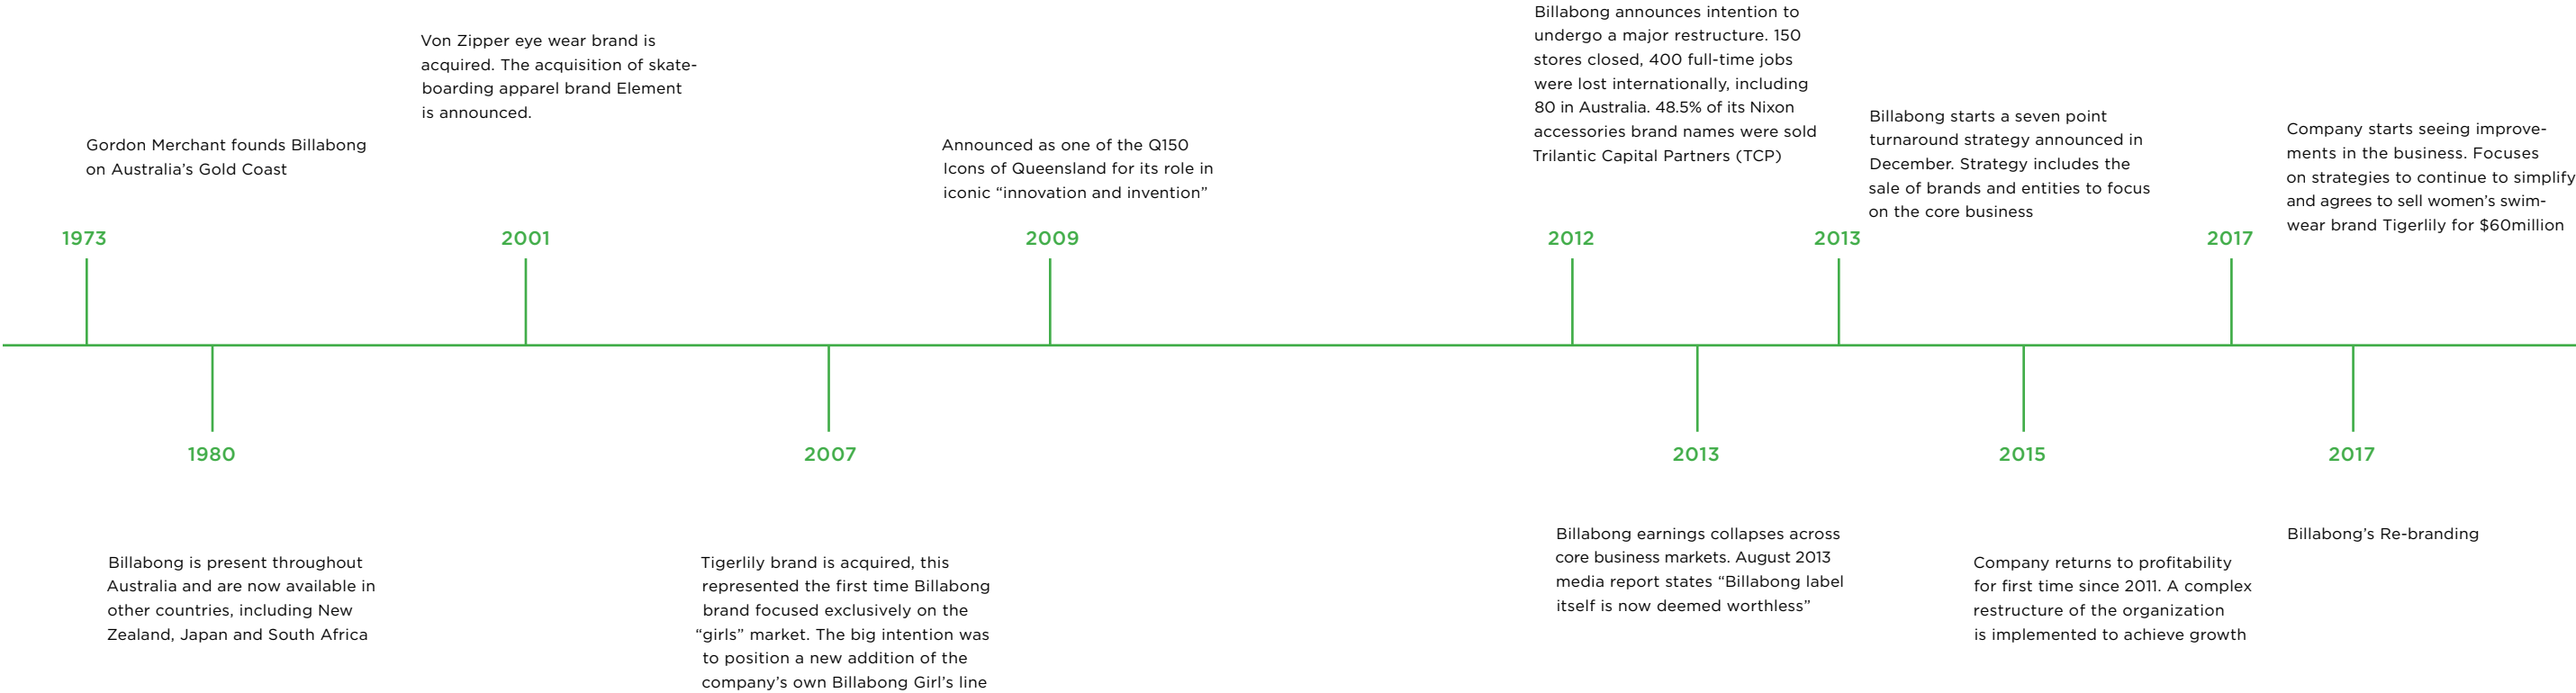 1973
Gordon Merchant founds Billabong
on Australia's Gold Coast
1980
Billabong is present throughout
Australia and are now available in
other countries, including New
Zealand, Japan and South Africa
2001
Von Zipper eye wear brand is
acquired. The acquisition of skate-
boarding apparel brand Element
is announced.
2007
Tigerlily brand is acquired, this
represented the first time Billabong
brand focused exclusively on the
“girls” market. The big intention was
to position a new addition of the
company's own Billabong Girl's line
2009
Announced as one of the Q150
Icons of Queensland for its role in
iconic “innovation and invention”
2012
Billabong announces intention to
undergo a major restructure. 150
stores closed, 400 full-time jobs
were lost internationally, including
80 in Australia. 48.5% of its Nixon
accessories brand names were sold
Trilantic Capital Partners (TCP)
2013
Billabong earnings collapses across
core business markets. August 2013
media report states “Billabong label
itself is now deemed worthless”
2013
Billabong starts a seven point
turnaround strategy announced in
December. Strategy includes the
sale of brands and entities to focus
on the core business
2015
Company returns to profitability
for first time since 2011. A complex
restructure of the organization
is implemented to achieve growth
2017
Company starts seeing improve-
ments in the business. Focuses
on strategies to continue to simplify
and agrees to sell women's swim-
wear brand Tigerlily for $60million
2017
Billabong's Re-branding